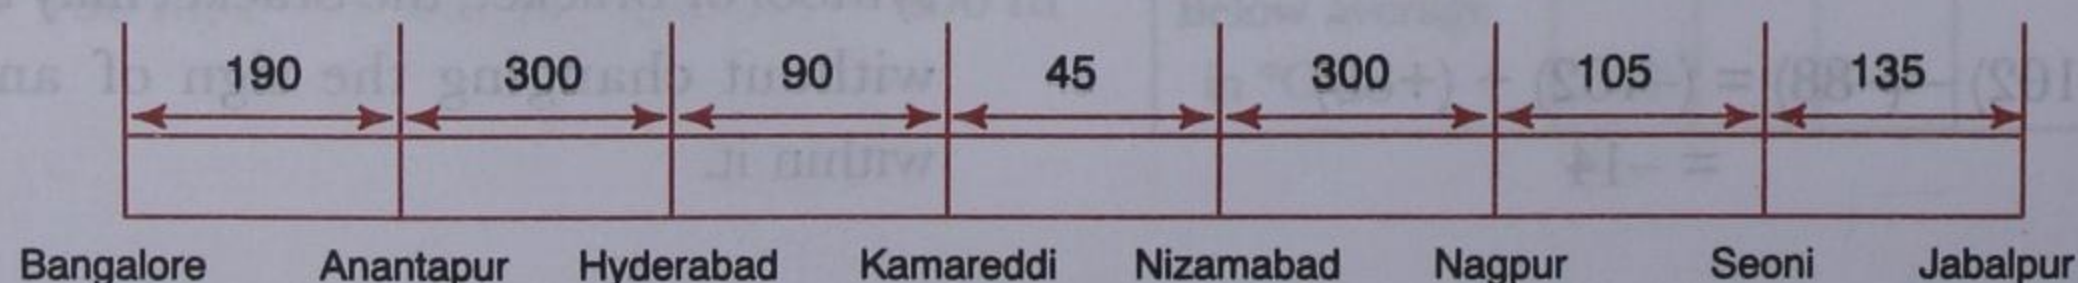 190 300 90 45 300 105 135
Bangalore Anantapur Hyderabad Kamareddi Nizamabad Nagpur Seoni Jabalpur